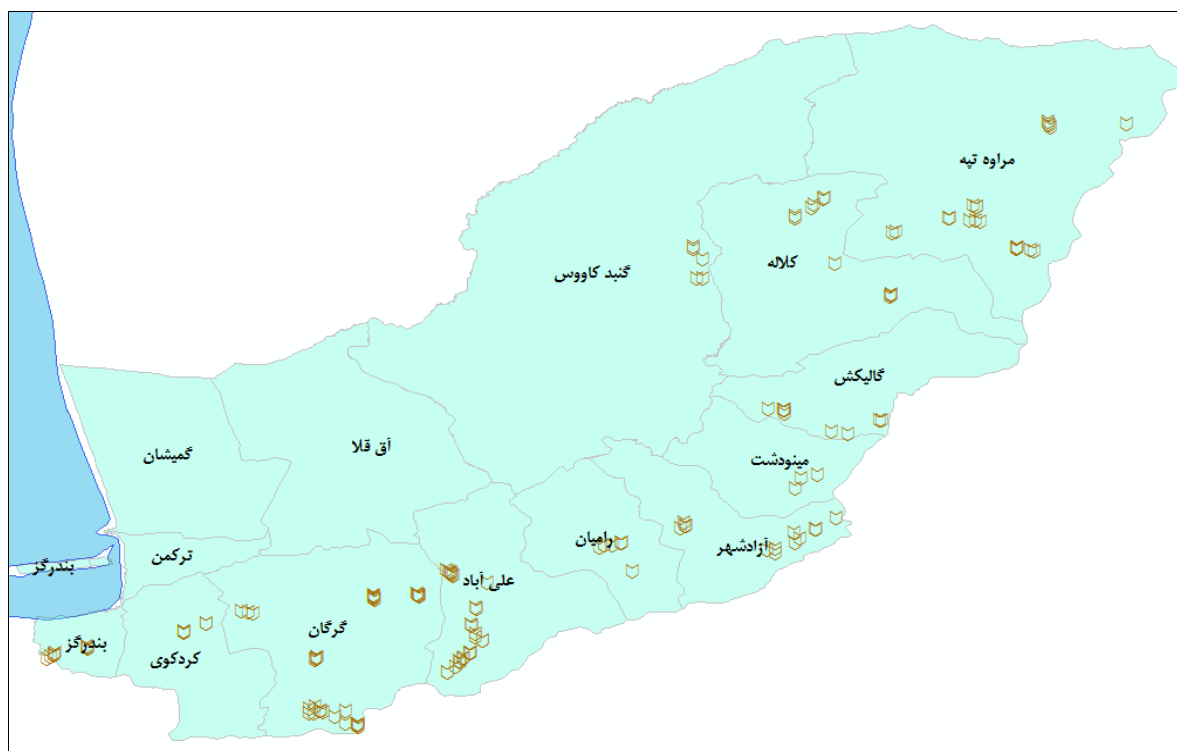 مراوه تپه
کلاله
گنبد کاووس
گالیکش
آق قلا
گمیشان
مینودشت
رامیان
آزادشهر
ترکمن
بندرگز
علی آباد
گرگان
بندرگز
کردکوی